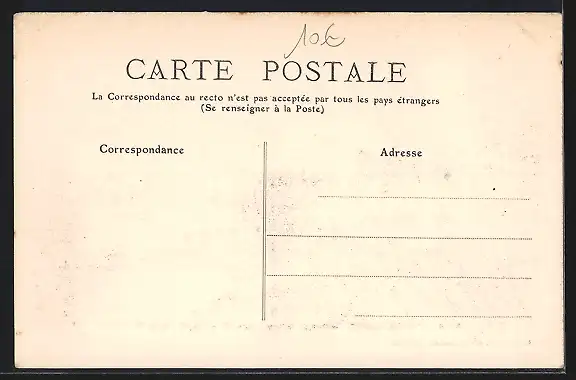 10€
CARTE POSTALE
La Correspondance au recto n'est pas acceptée par tous les pays étrangers
(Se renseigner à la Poste)
Correspondance
Adresse